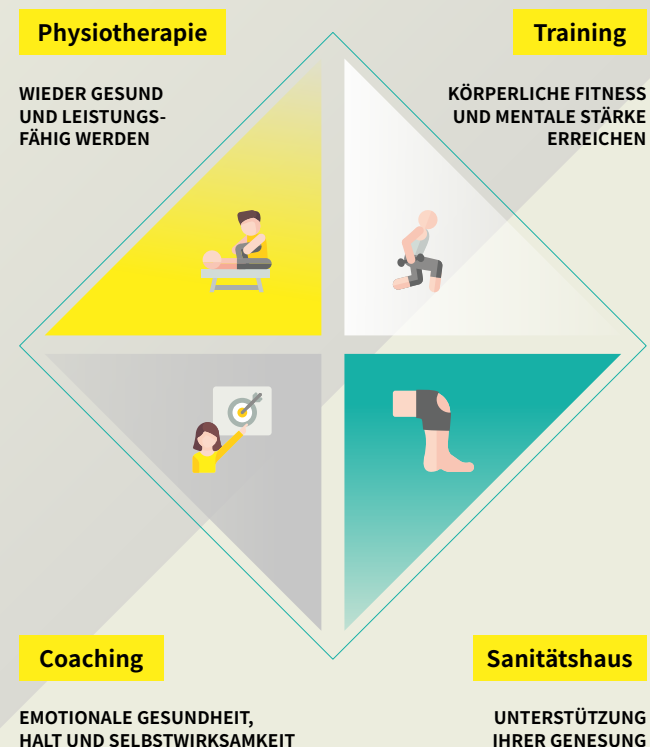 Physiotherapie
WIEDER GESUND
UND LEISTUNGS-
FÄHIG WERDEN
Training
KÖRPERLICHE FITNESS
UND MENTALE STÄRKE
ERREICHEN
Coaching
EMOTIONALE GESUNDHEIT,
HALT UND SELBSTWIRKSAMKEIT
Sanitätshaus
UNTERSTÜTZUNG
IHRER GENESUNG